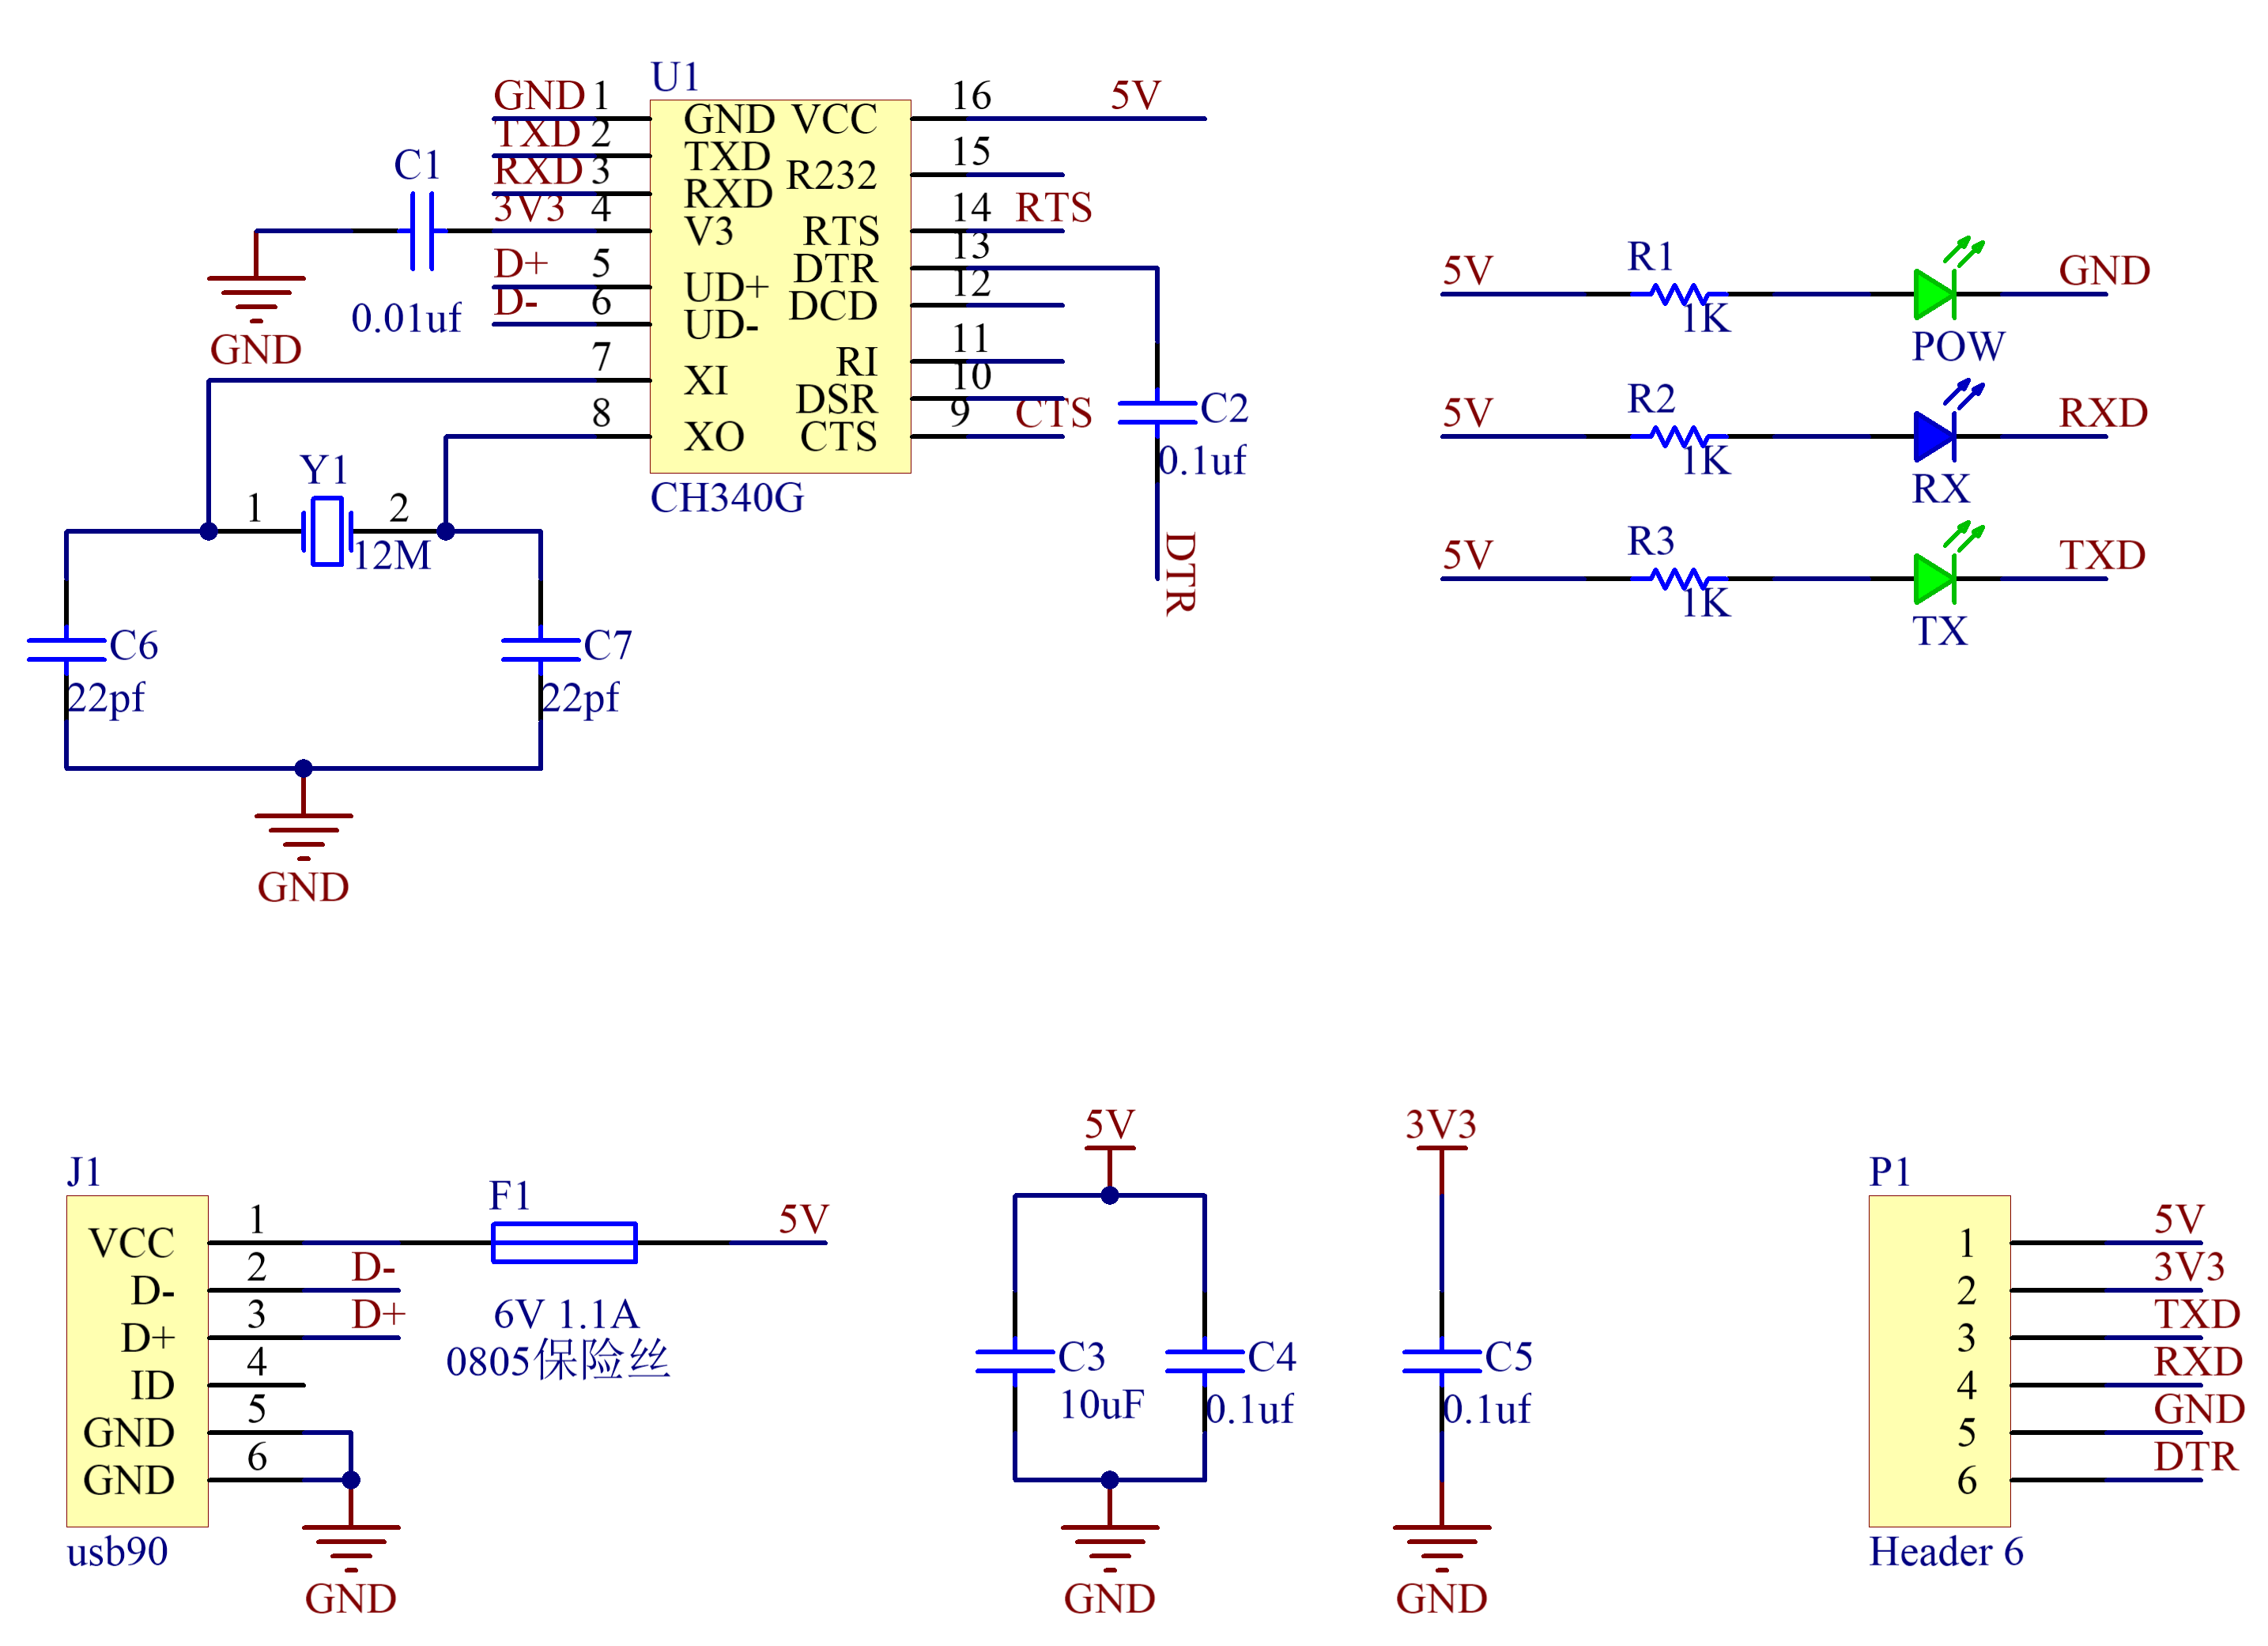 U1
GND 1
TXD 2
RXD 3
3V3 4
D+ 5
D- 6
7
8
GND VCC
TXD
R232
RXD
V3 RTS
DTR
UD+
DCD
UD-
RI
XI
DSR
XO CTS
CH340G
16 5V
15
14 RTS
13
12
11
10
9 CTS
C1
0.01uf
GND
C2
0.1uf
DTR
Y1
1 2
12M
C6
22pf
C7
22pf
GND
5V R1 GND
1K
POW
5V R2 RXD
1K
RX
5V R3 TXD
1K
TX
J1
VCC 1
D- 2 D-
D+ 3 D+
ID 4
GND 5
GND 6
usb90
GND
F1
5V
6V 1.1A
0805保险丝
5V
C3
10uF
C4
0.1uf
GND
3V3
C5
0.1uf
GND
P1
1 5V
2 3V3
3 TXD
4 RXD
5 GND
6 DTR
Header 6